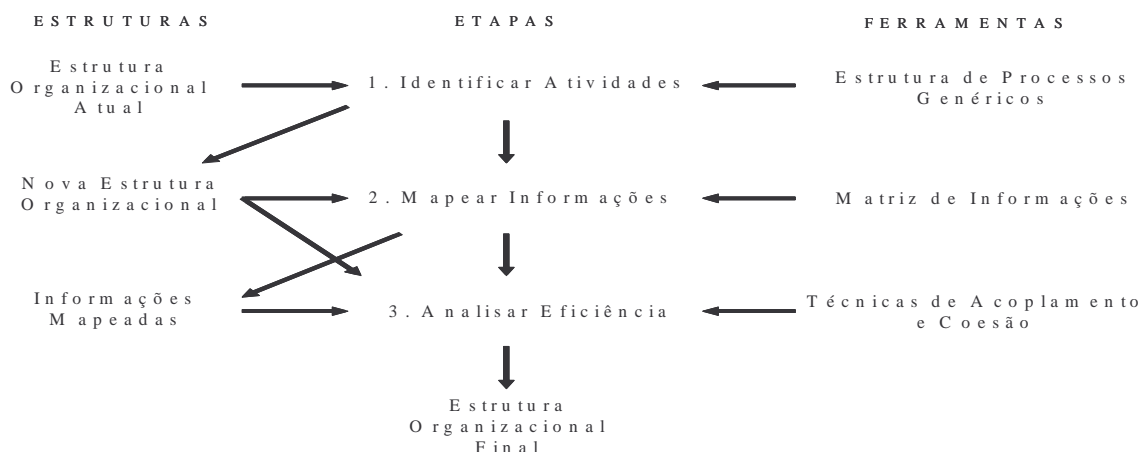 ESTRUTURAS
ETAPAS
FERRAMENTAS
Estrutura
Organizacional
Atual
1. Identificar Atividades
Estrutura de Processos
Genéricos
Nova Estrutura
Organizacional
2. Mapear Informações
Matriz de Informações
Informações
Mapeadas
3. Analisar Eficiência
Técnicas de Acoplamento
e Coesão
Estrutura
Organizacional
Final